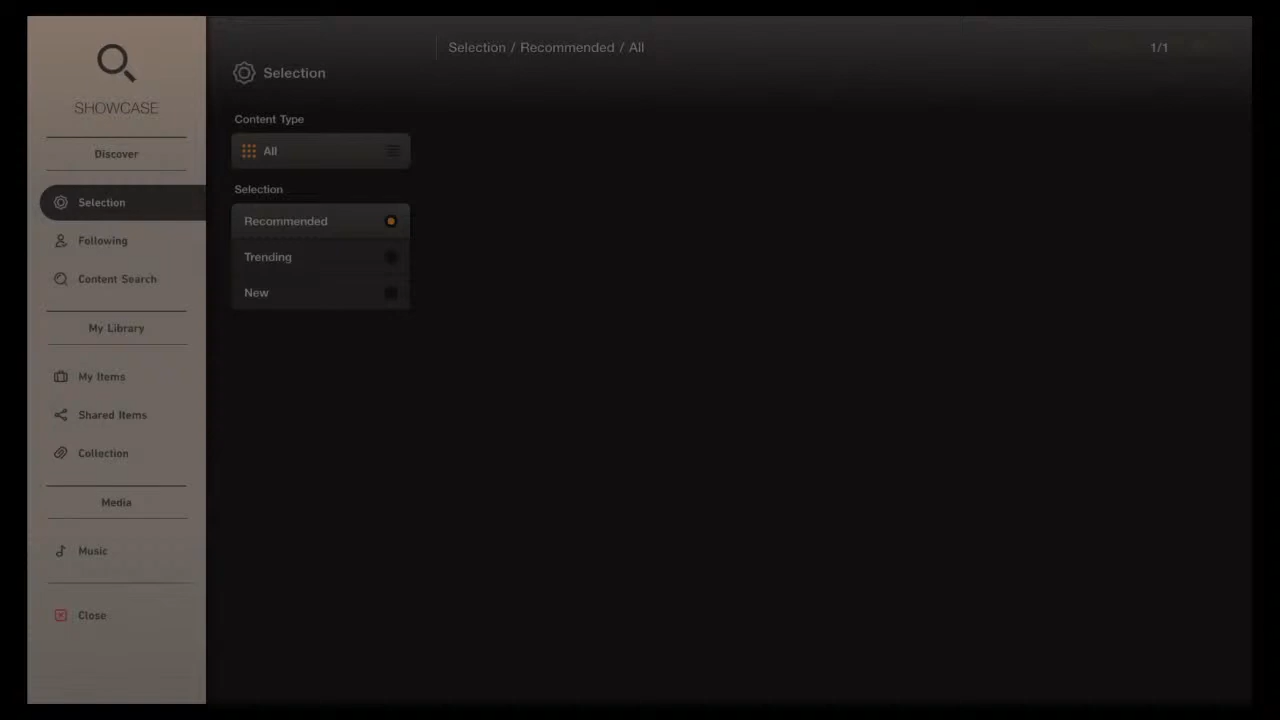 SHOWCASE
Discover
Selection
Following
Content Search
My Library
My Items
Shared Items
Collection
Media
Music
Close
Selection
Content Type
All
Selection
Recommended
Trending
New
Selection / Recommended / All
1/1